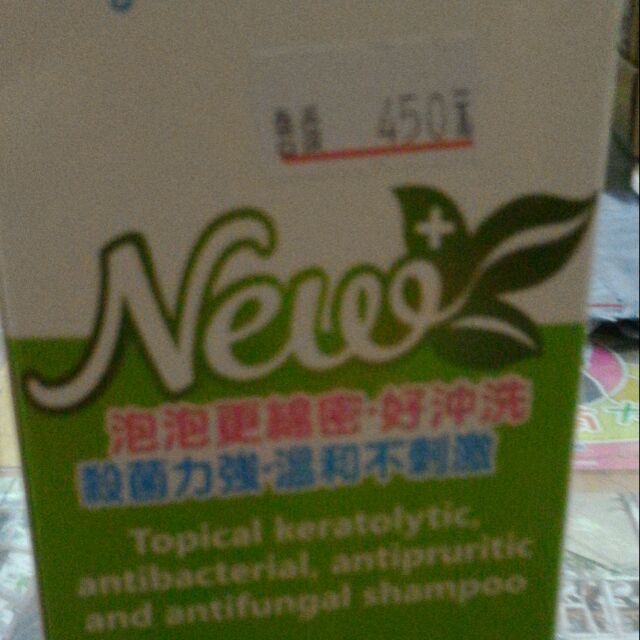 售價 450元
New
泡泡更綿密·好沖洗
殺菌力強·溫和不刺激
Topical keratolytic,
antibacterial, antipruritic
and antifungal shampoo